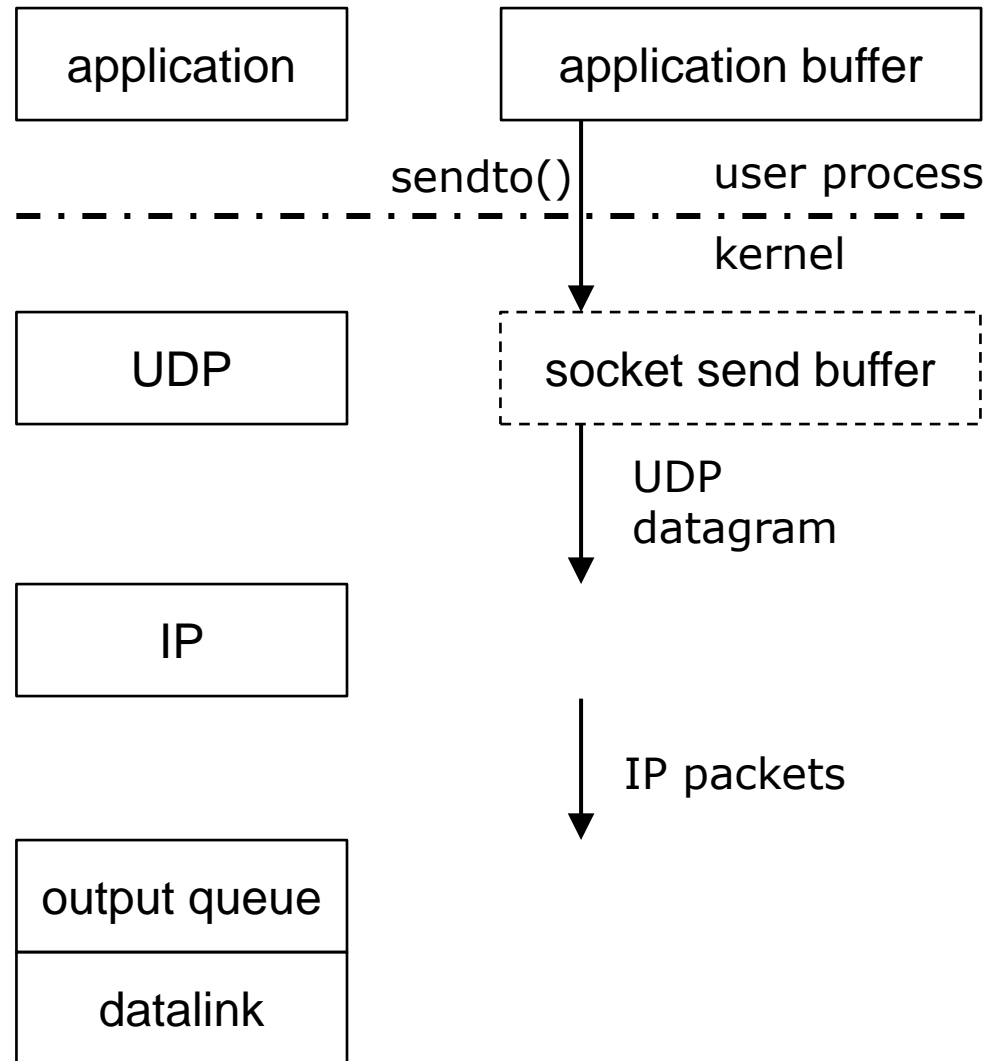 application
application buffer
sendto()
user process
kernel
UDP
socket send buffer
UDP
datagram
IP
IP packets
output queue
datalink